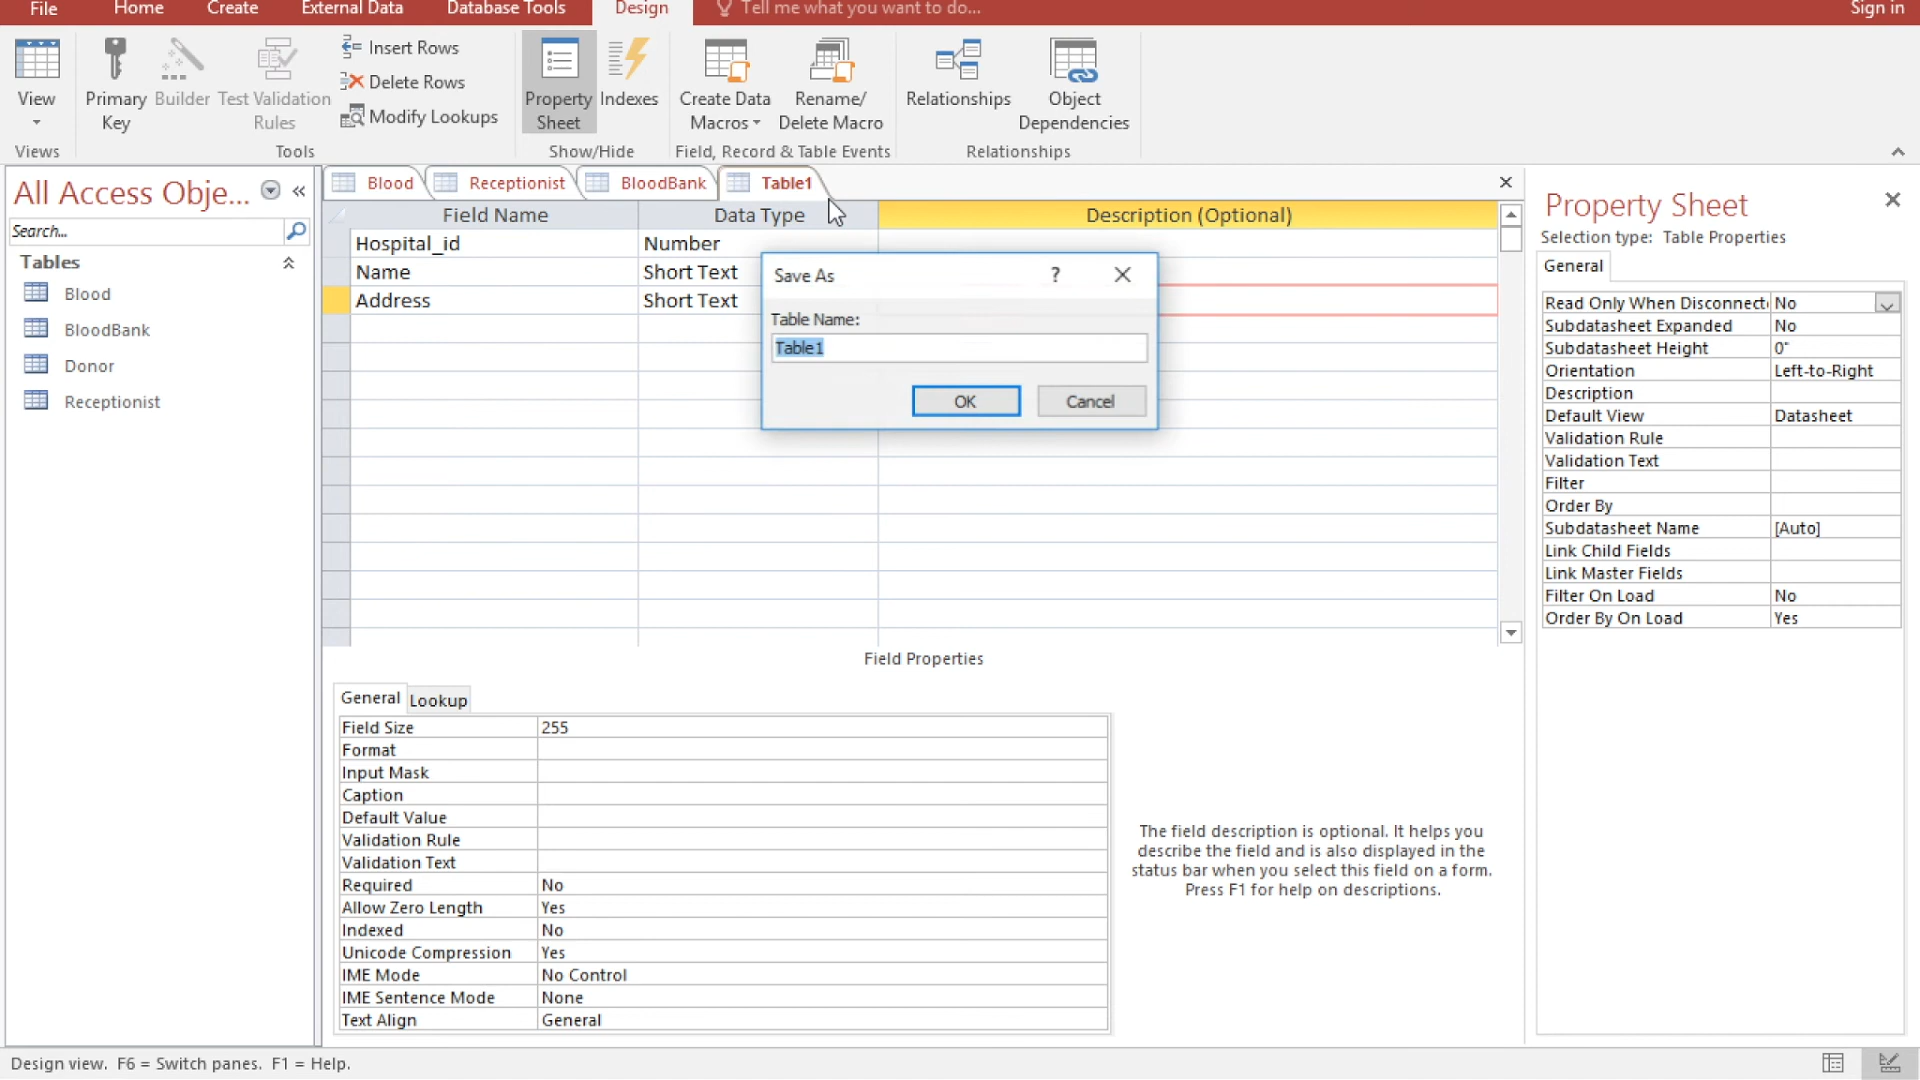 File Home Create External Data Database Tools Design Tell me what you want to do... Sign in
View
Primary Key
Builder
Test Validation Rules
Insert Rows
Delete Rows
Modify Lookups
Property Sheet
Indexes
Create Data Macros
Rename/ Delete Macro
Relationships
Object Dependencies
Views Tools Show/Hide Field, Record & Table Events Relationships
All Access Obje...
Search...
Tables
Blood
BloodBank
Donor
Receptionist
Blood Receptionist BloodBank Table1
Field Name Data Type Description (Optional)
Hospital_id Number
Name Short Text
Address Short Text
Save As ?
Table Name:
Table1
OK Cancel
Field Properties
General Lookup
Field Size 255
Format
Input Mask
Caption
Default Value
Validation Rule
Validation Text
Required No
Allow Zero Length Yes
Indexed No
Unicode Compression Yes
IME Mode No Control
IME Sentence Mode None
Text Align General
The field description is optional. It helps you
describe the field and is also displayed in the
status bar when you select this field on a form.
Press F1 for help on descriptions.
Property Sheet
Selection type: Table Properties
General
Read Only When Disconnect No
Subdatasheet Expanded No
Subdatasheet Height 0"
Orientation Left-to-Right
Description
Default View Datasheet
Validation Rule
Validation Text
Filter
Order By
Subdatasheet Name [Auto]
Link Child Fields
Link Master Fields
Filter On Load No
Order By On Load Yes
Design view. F6 = Switch panes. F1 = Help.